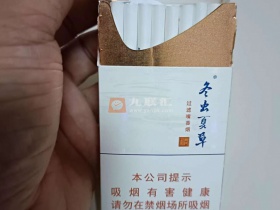 冬虫夏草
过滤嘴香烟
本公司提示
吸烟有害健康
请勿在禁烟场所吸烟